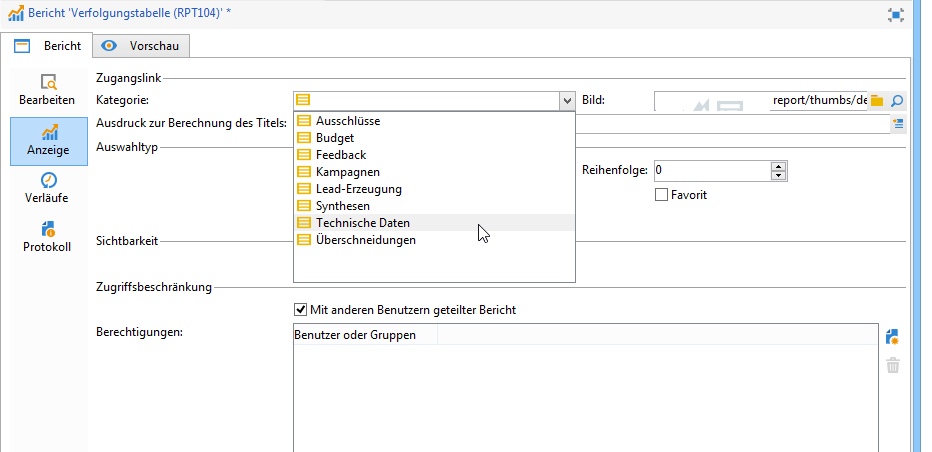 Bericht 'Verfolgungstabelle (RPT104)' *
Bericht
Vorschau
Bearbeiten
Anzeige
Verläufe
Protokoll
Zugangslink
Kategorie:
Bild: report/thumbs/de
Ausdruck zur Berechnung des Titels:
Ausschlüsse
Budget
Feedback
Kampagnen
Lead-Erzeugung
Synthesen
Technische Daten
Überschneidungen
Auswahltyp
Reihenfolge: 0
Favorit
Sichtbarkeit
Zugriffsbeschränkung
Mit anderen Benutzern geteilter Bericht
Berechtigungen:
Benutzer oder Gruppen